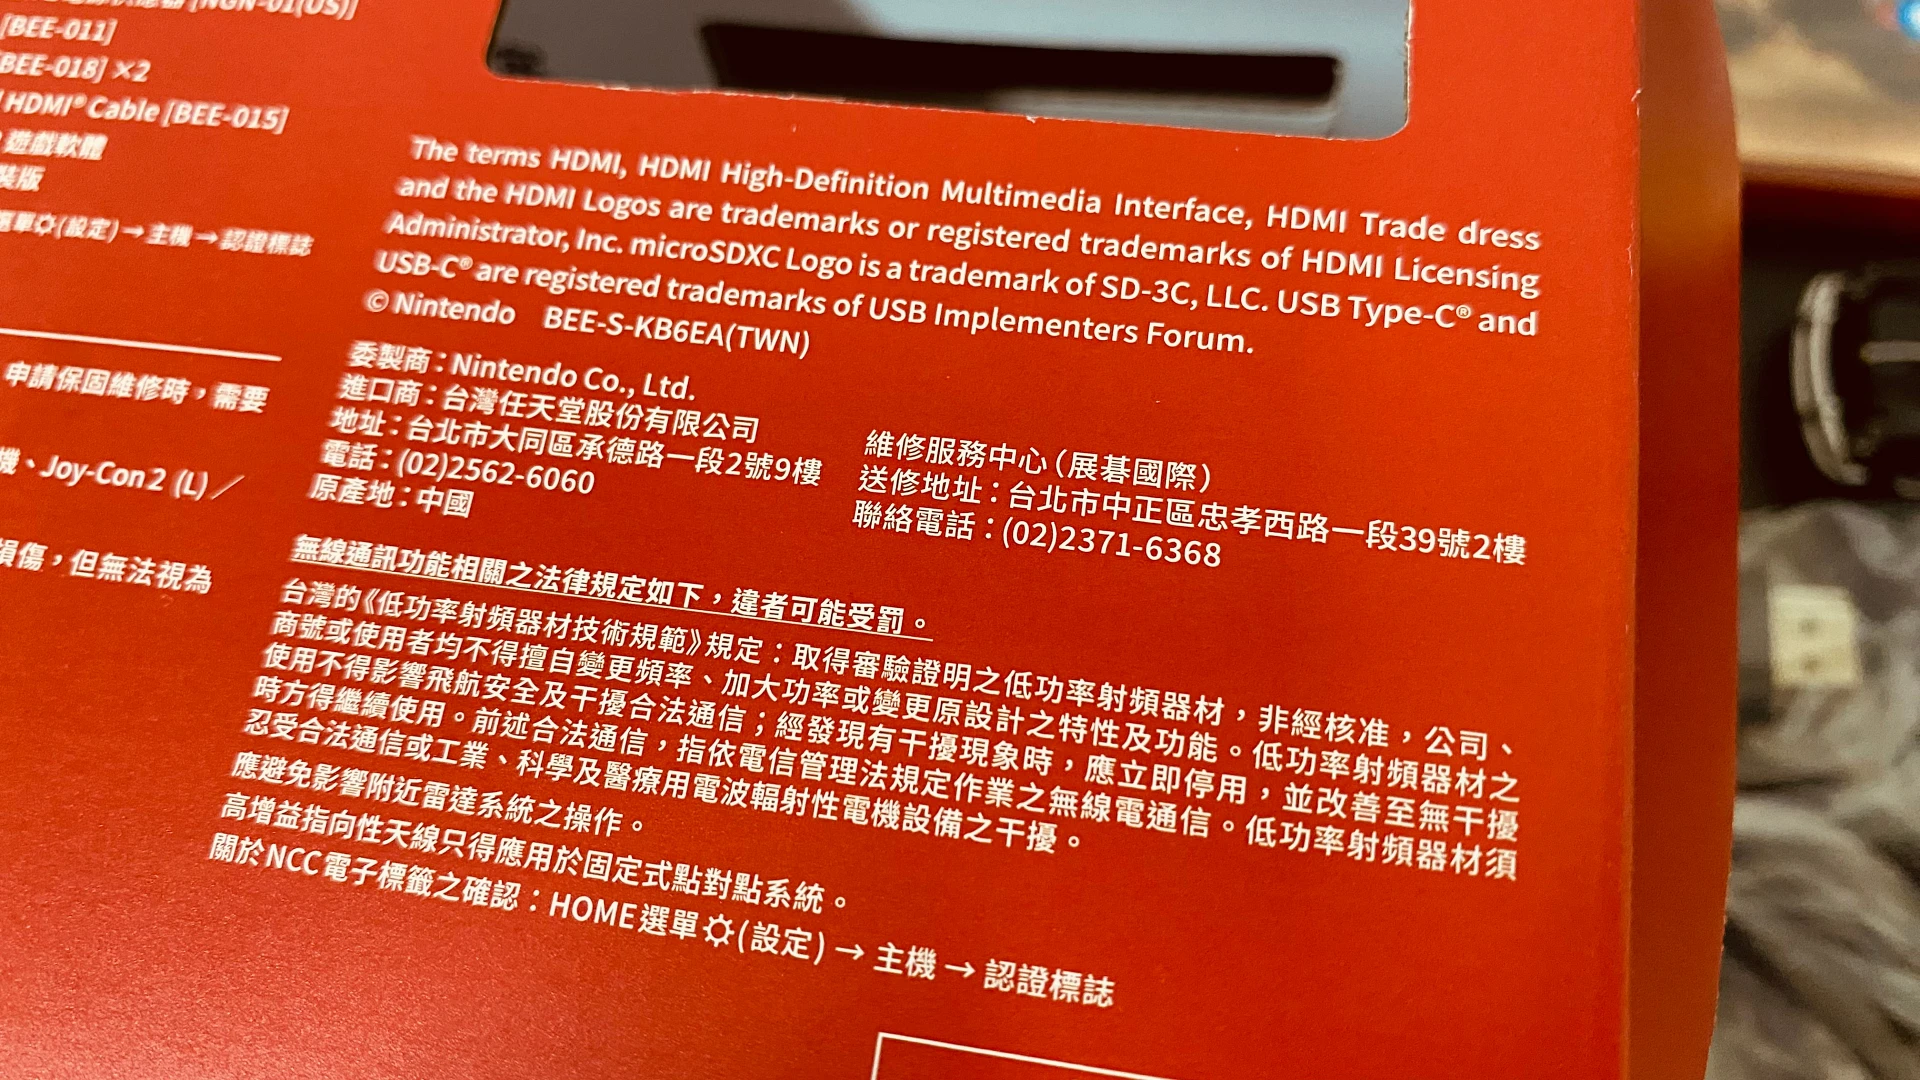 [NGN-01(US)]
[BEE-011]
[BEE-018] ×2
HDMI® Cable [BEE-015]
遊戲軟體
裝版
選單 (設定) → 主機 → 認證標誌
申請保固維修時，需要
機、Joy-Con 2 (L)／
損傷，但無法視為
The terms HDMI, HDMI High-Definition Multimedia Interface, HDMI Trade dress
and the HDMI Logos are trademarks or registered trademarks of HDMI Licensing
Administrator, Inc. microSDXC Logo is a trademark of SD-3C, LLC. USB Type-C® and
USB-C® are registered trademarks of USB Implementers Forum.
© Nintendo BEE-S-KB6EA(TWN)
委製商：Nintendo Co., Ltd.
進口商：台灣任天堂股份有限公司
地址：台北市大同區承德路一段2號9樓
電話：(02)2562-6060
原產地：中國
維修服務中心（展碁國際）
送修地址：台北市中正區忠孝西路一段39號2樓
聯絡電話：(02)2371-6368
無線通訊功能相關之法律規定如下，違者可能受罰。
台灣的《低功率射頻器材技術規範》規定：取得審驗證明之低功率射頻器材，非經核准，公司、
商號或使用者均不得擅自變更頻率、加大功率或變更原設計之特性及功能。低功率射頻器材之
使用不得影響飛航安全及干擾合法通信；經發現有干擾現象時，應立即停用，並改善至無干擾
時方得繼續使用。前述合法通信，指依電信管理法規定作業之無線電通信。低功率射頻器材須
忍受合法通信或工業、科學及醫療用電波輻射性電機設備之干擾。
應避免影響附近雷達系統之操作。
高增益指向性天線只得應用於固定式點對點系統。
關於NCC電子標籤之確認：HOME選單 (設定) → 主機 → 認證標誌